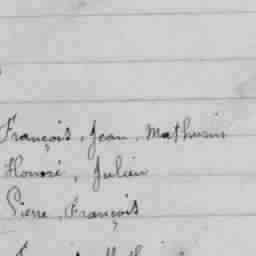 François, Jean, Mathurin
Honoré, Julien
Pierre, François